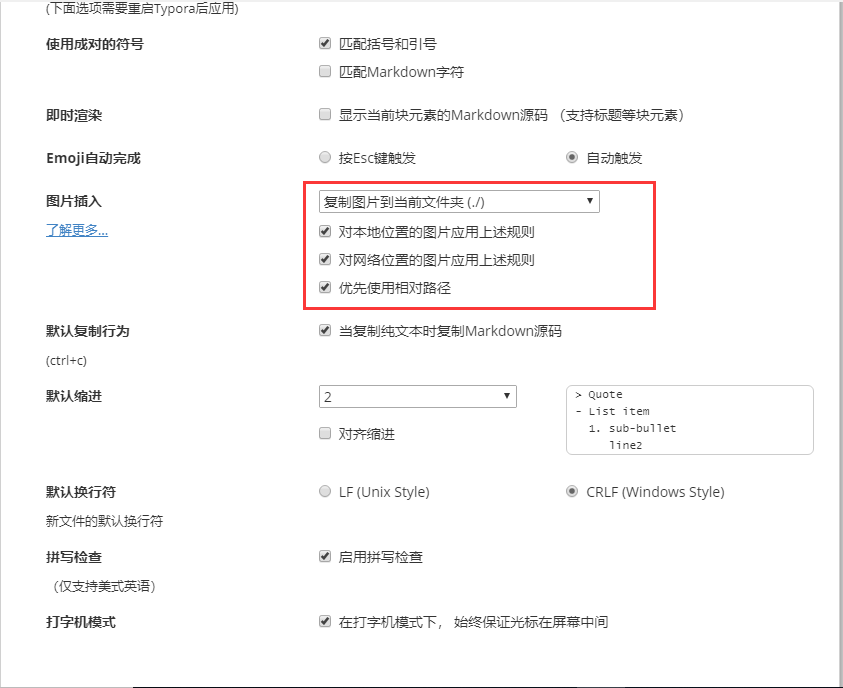 (下面选项需要重启Typora后应用)
使用成对的符号
匹配括号和引号
匹配Markdown字符
即时渲染
显示当前块元素的Markdown源码 （支持标题等块元素）
Emoji自动完成
按Esc键触发
自动触发
图片插入
复制图片到当前文件夹 (./)
了解更多...
对本地位置的图片应用上述规则
对网络位置的图片应用上述规则
优先使用相对路径
默认复制行为
当复制纯文本时复制Markdown源码
(ctrl+c)
默认缩进
2
> Quote
- List item
1. sub-bullet
line2
对齐缩进
默认换行符
LF (Unix Style)
CRLF (Windows Style)
新文件的默认换行符
拼写检查
启用拼写检查
（仅支持美式英语）
打字机模式
在打字机模式下， 始终保证光标在屏幕中间